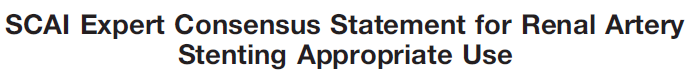 SCAI Expert Consensus Statement for Renal Artery
Stenting Appropriate Use